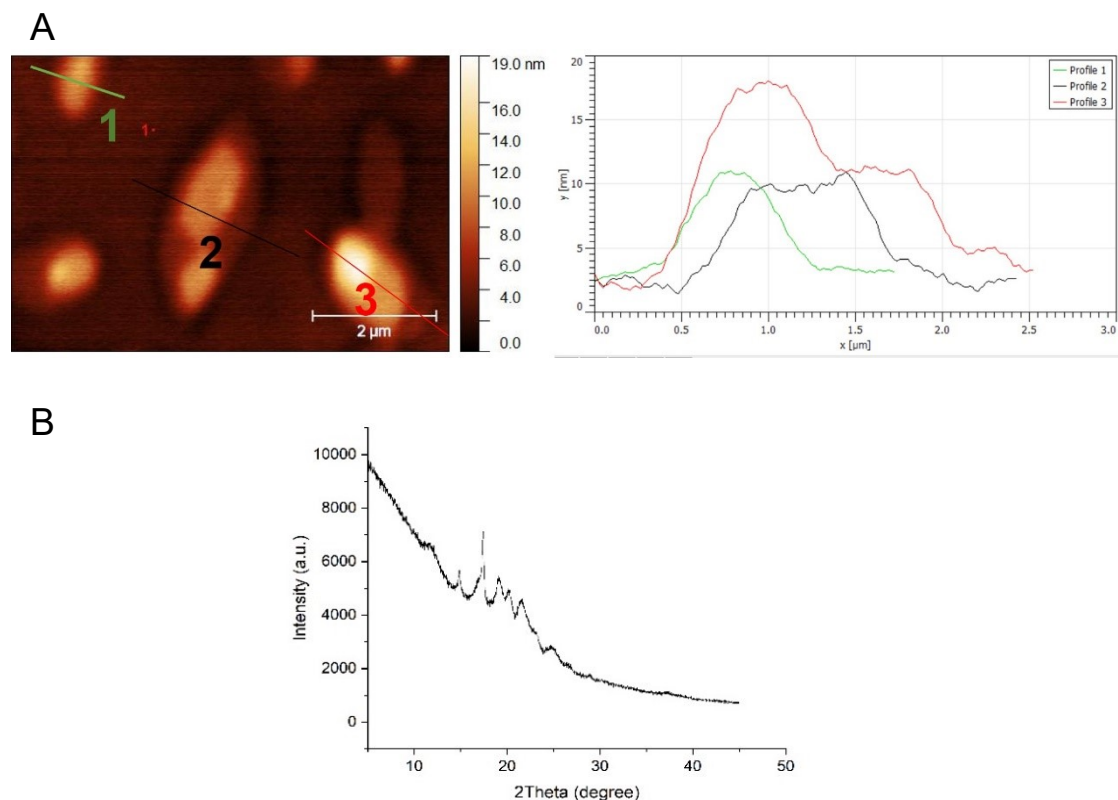 A
1
1
2
3
2 µm
19.0 nm
16.0
14.0
12.0
10.0
8.0
6.0
4.0
0.0
20
15
10
5
0
y [nm]
0.0 0.5 1.0 1.5 2.0 2.5 3.0
x [µm]
Profile 1
Profile 2
Profile 3
B
10000
8000
6000
4000
2000
0
Intensity (a.u.)
10 20 30 40 50
2Theta (degree)